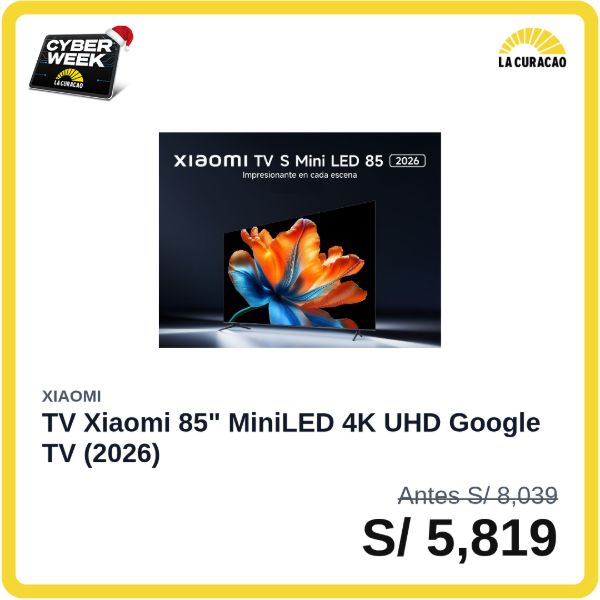 CYBER
WEEK
LA CURACAO
LA CURACAO
xiaomi TV S Mini LED 85 2026
Impresionante en cada escena
XIAOMI
TV Xiaomi 85" MiniLED 4K UHD Google
TV (2026)
Antes S/ 8,039
S/ 5,819